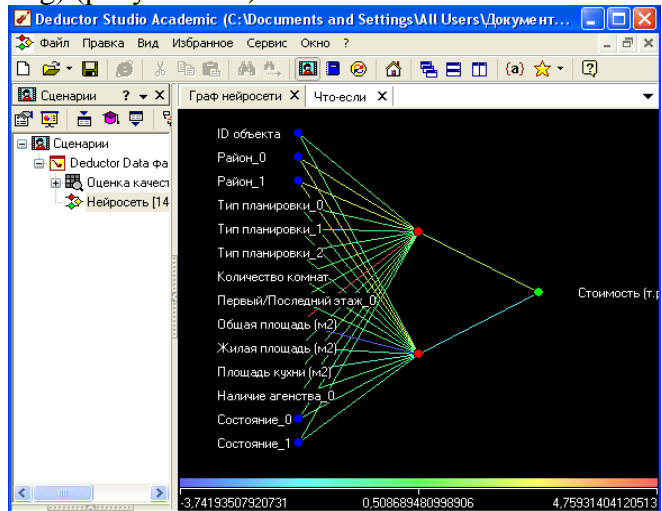 Deductor Studio Academic (C:\Documents and Settings\All Users\Документ...
Файл Правка Вид Избранное Сервис Окно ?
{a}
Сценарии ? X
Граф нейросети X Что-если X
Сценарии
Deductor Data фа
Оценка качест
Нейросеть [14
ID объекта
Район_0
Район_1
Тип планировки_0
Тип планировки_1
Тип планировки_2
Количество комнат
Первый/Последний этаж_0
Общая площадь (м2)
Жилая площадь (м2)
Площадь кухни (м2)
Наличие агенства_0
Состояние_0
Состояние_1
Стоимость (т.р
-3,74193507920731 0,508689480998906 4,75931404120513